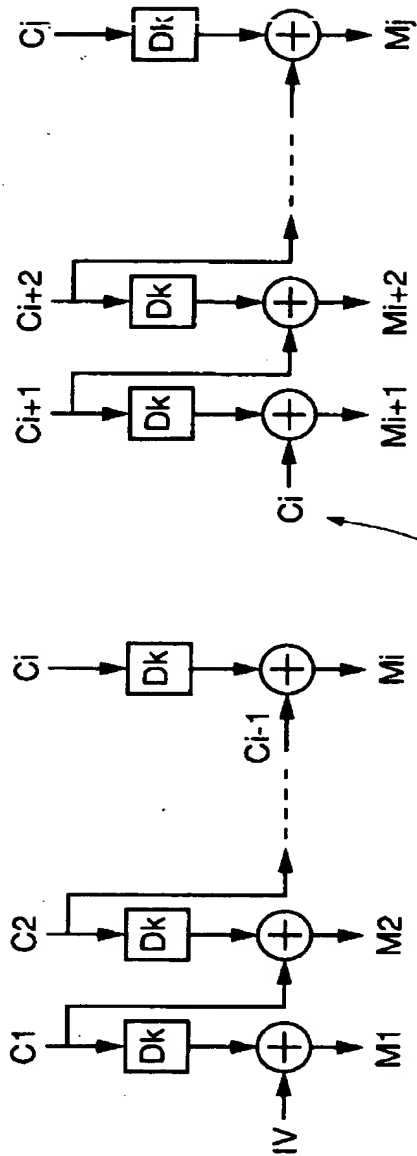 C1 C2 Ci
Dk Dk Dk
IV Ci-1
M1 M2 Mi
Ci+1 Ci+2 Cj
Dk Dk Dk
Ci
Mi+1 Mi+2 Mj